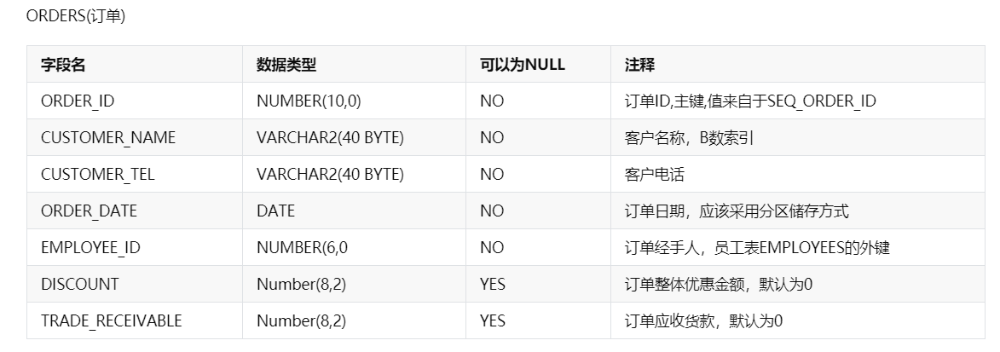 ORDERS(订单)
字段名 数据类型 可以为NULL 注释
ORDER_ID NUMBER(10,0) NO 订单ID,主键,值来自于SEQ_ORDER_ID
CUSTOMER_NAME VARCHAR2(40 BYTE) NO 客户名称，B数索引
CUSTOMER_TEL VARCHAR2(40 BYTE) NO 客户电话
ORDER_DATE DATE NO 订单日期，应该采用分区储存方式
EMPLOYEE_ID NUMBER(6,0 NO 订单经手人，员工表EMPLOYEES的外键
DISCOUNT Number(8,2) YES 订单整体优惠金额，默认为0
TRADE_RECEIVABLE Number(8,2) YES 订单应收货款，默认为0